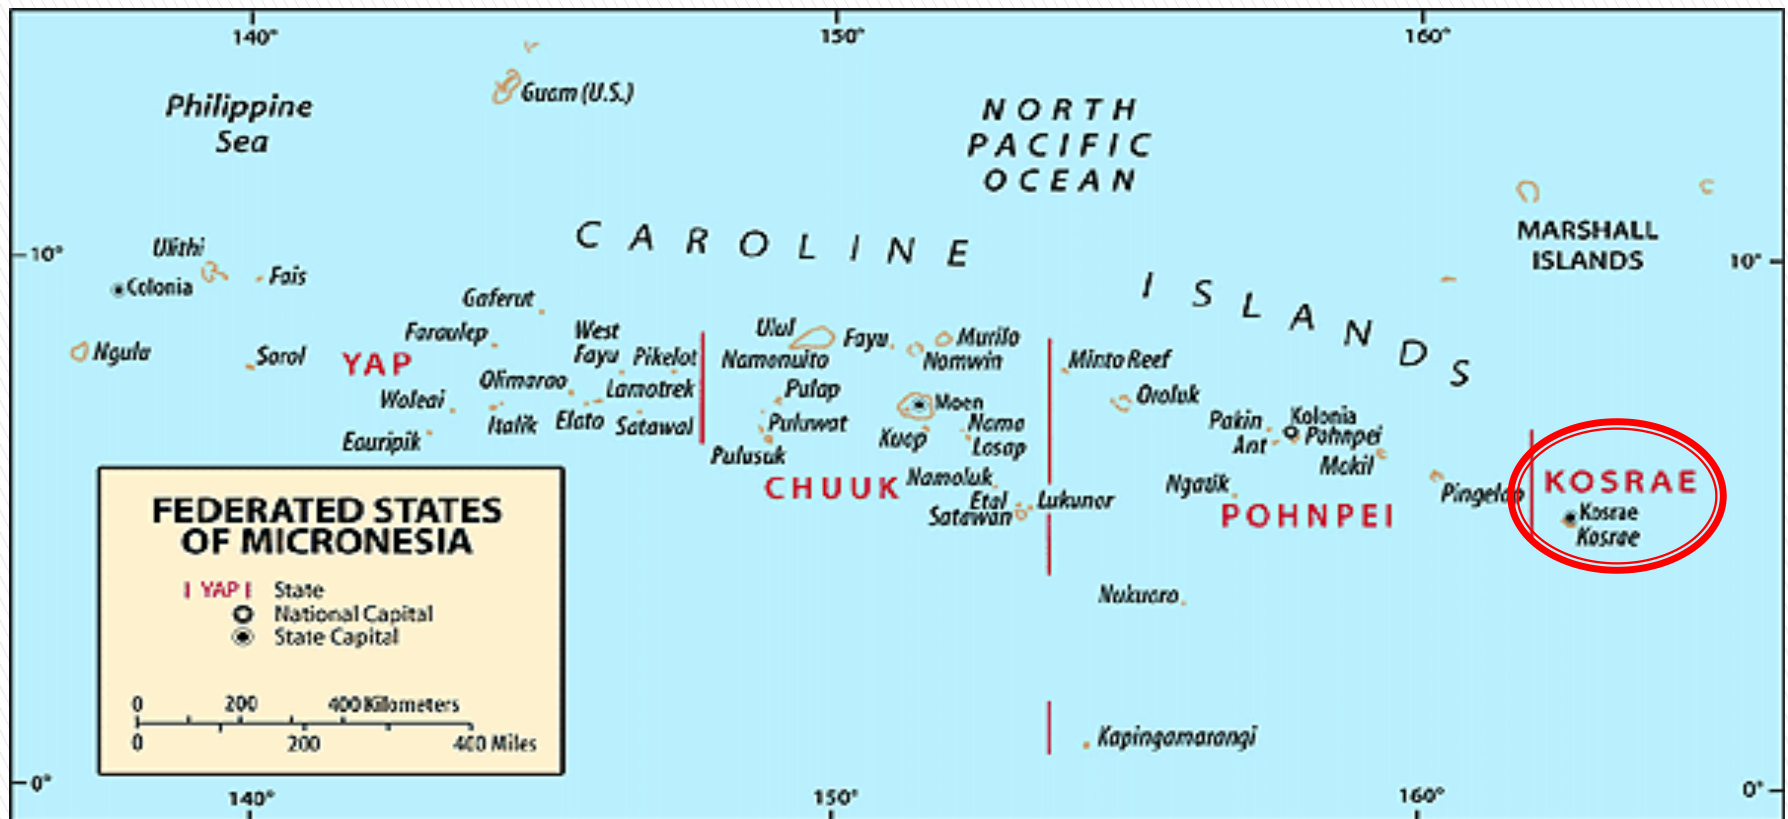 140°
150°
160°
Guam (U.S.)
Philippine
Sea
NORTH
PACIFIC
OCEAN
MARSHALL
ISLANDS
CAROLINE
ISLANDS
10°
10°
Ulithi
Fais
Colonia
Ngulu
Sorol
YAP
Gaferut
Faraulep
West
Fayu
Pikelot
Olimarao
Lamotrek
Woleai
Ifalik
Elato
Satawal
Eauripik
Ulul
Fayu
Murilo
Namonuito
Nomwin
Pulap
Moen
Puluwat
Kuop
Nama
Losap
Pulusuk
CHUUK
Namoluk
Etal
Lukunor
Satawan
Minto Reef
Oroluk
Pakin
Kolonia
Ant
Pohnpei
Mokil
Ngatik
Pingelap
POHNPEI
KOSRAE
Kosrae
Kosrae
Nukuoro
Kapingamarangi
FEDERATED STATES
OF MICRONESIA
YAP State
National Capital
State Capital
0 200 400 Kilometers
0 200 400 Miles
0°
0°
140°
150°
160°